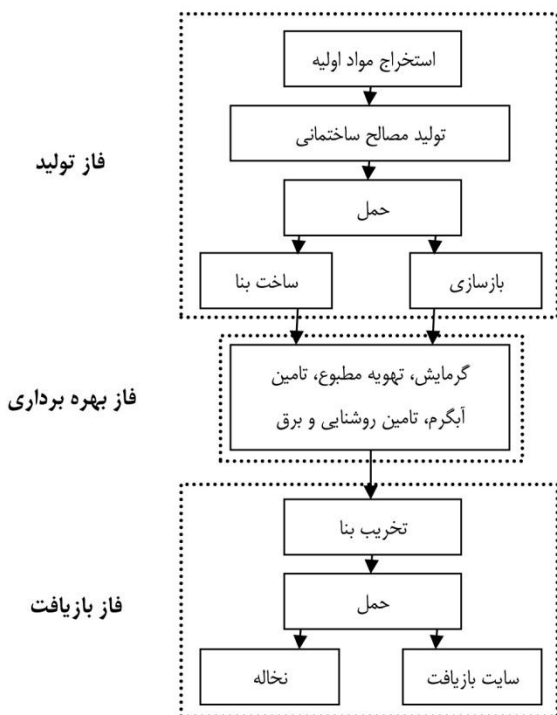 استخراج مواد اولیه
تولید مصالح ساختمانی
فاز تولید
حمل
بازسازی
ساخت بنا
گرمایش، تهویه مطبوع، تامین
آبگرم، تامین روشنایی و برق
فاز بهره برداری
تخریب بنا
حمل
فاز بازیافت
سایت بازیافت
نخاله